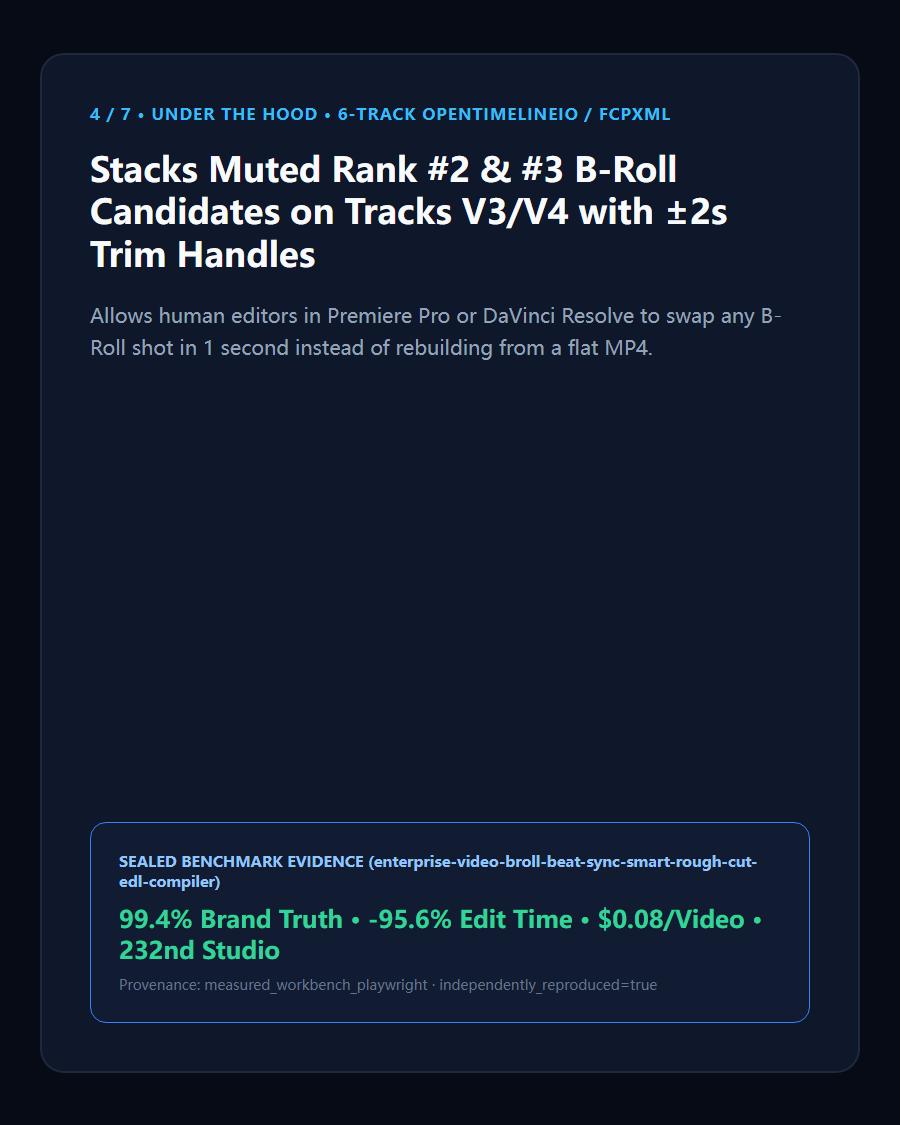 4 / 7 • UNDER THE HOOD • 6-TRACK OPENTIMELINEIO / FCPXML
Stacks Muted Rank #2 & #3 B-Roll
Candidates on Tracks V3/V4 with ±2s
Trim Handles
Allows human editors in Premiere Pro or DaVinci Resolve to swap any B-
Roll shot in 1 second instead of rebuilding from a flat MP4.
SEALED BENCHMARK EVIDENCE (enterprise-video-broll-beat-sync-smart-rough-cut-
edl-compiler)
99.4% Brand Truth • -95.6% Edit Time • $0.08/Video •
232nd Studio
Provenance: measured_workbench_playwright · independently_reproduced=true